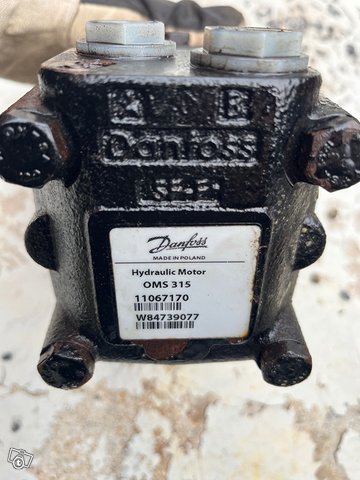 A B
Danfoss
Danfoss
MADE IN POLAND
Hydraulic Motor
OMS 315
11067170
W84739077